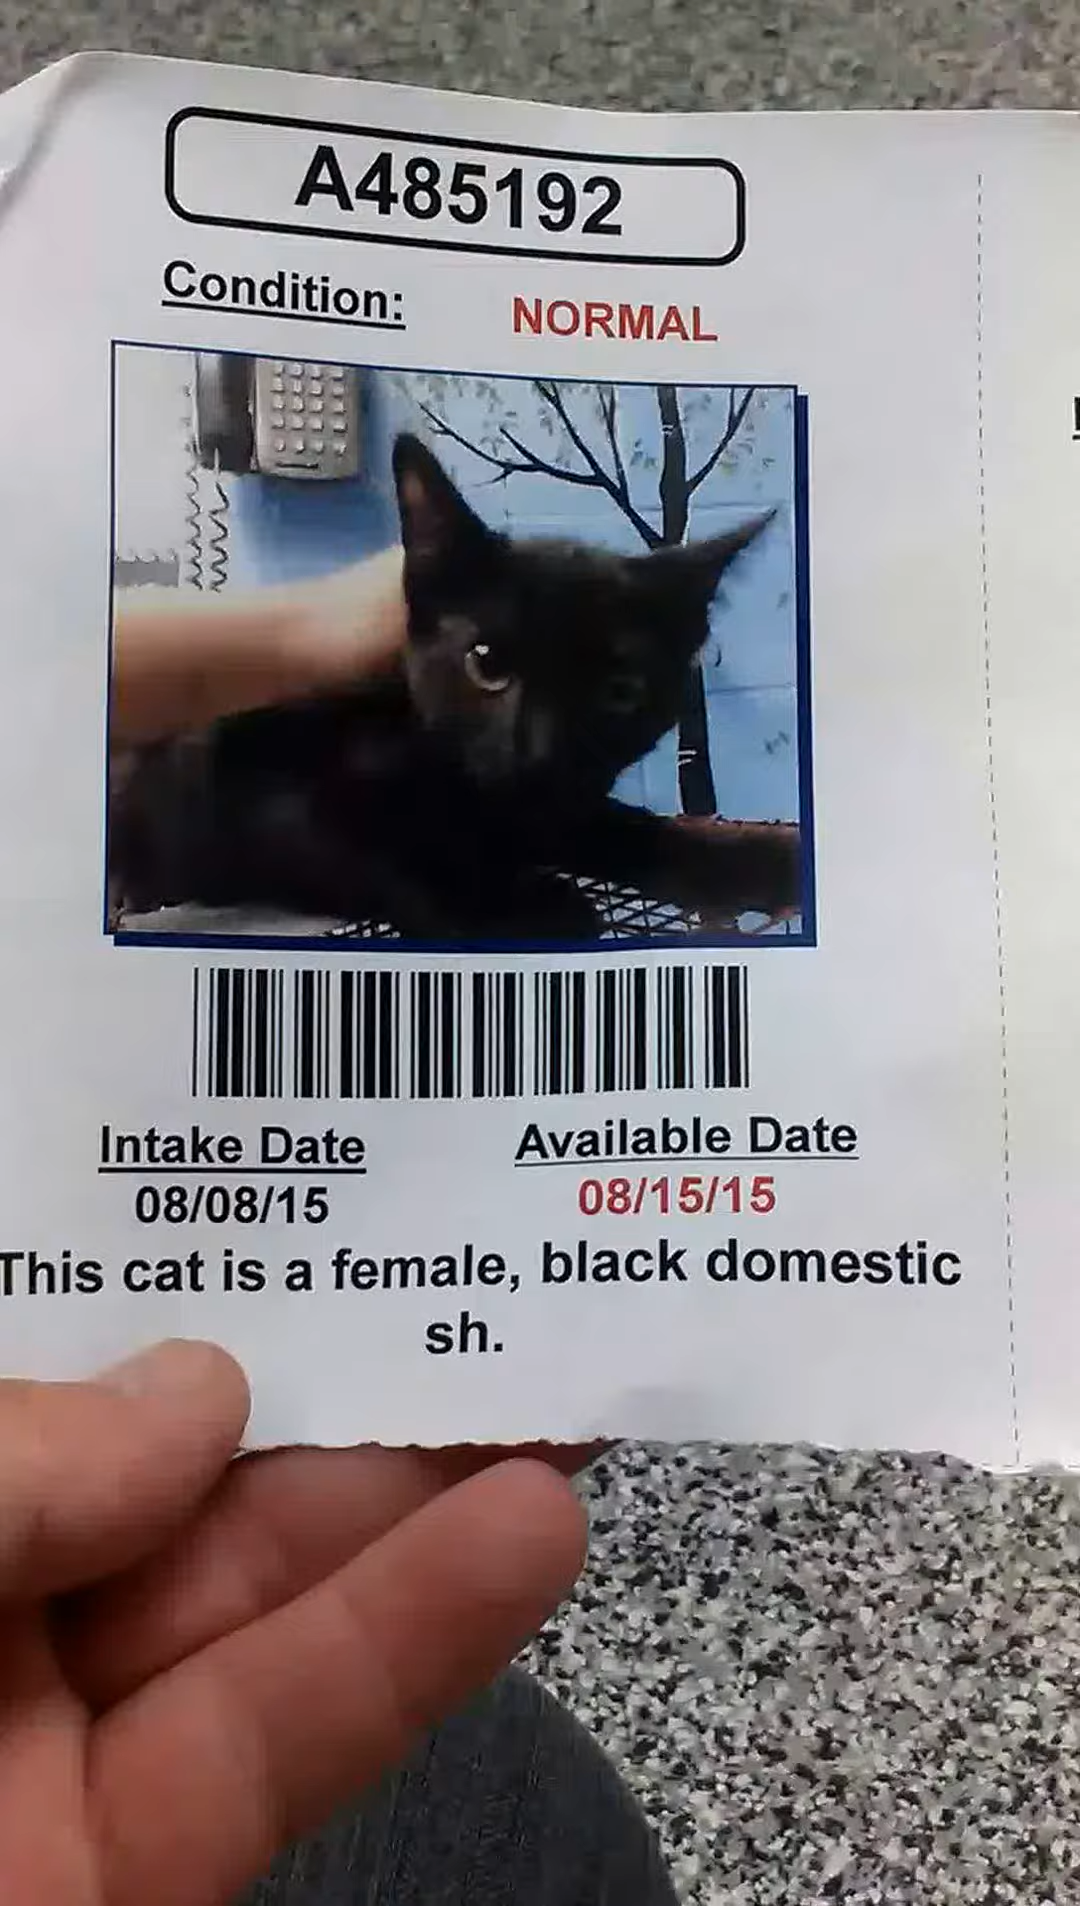 A485192
Condition: NORMAL
Intake Date Available Date
08/08/15 08/15/15
This cat is a female, black domestic
sh.